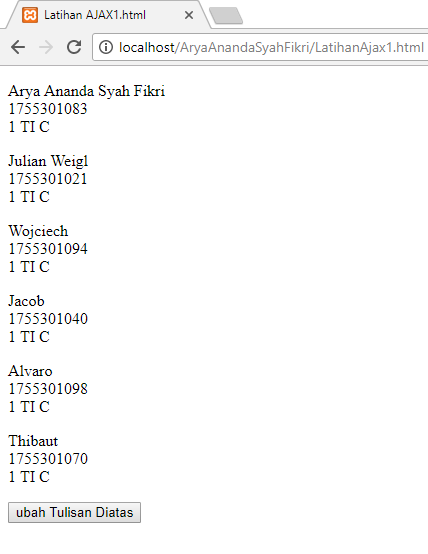 Latihan AJAX1.html
localhost/AryaAnandaSyahFikri/LatihanAjax1.html
Arya Ananda Syah Fikri
1755301083
1 TI C
Julian Weigl
1755301021
1 TI C
Wojciech
1755301094
1 TI C
Jacob
1755301040
1 TI C
Alvaro
1755301098
1 TI C
Thibaut
1755301070
1 TI C
ubah Tulisan Diatas